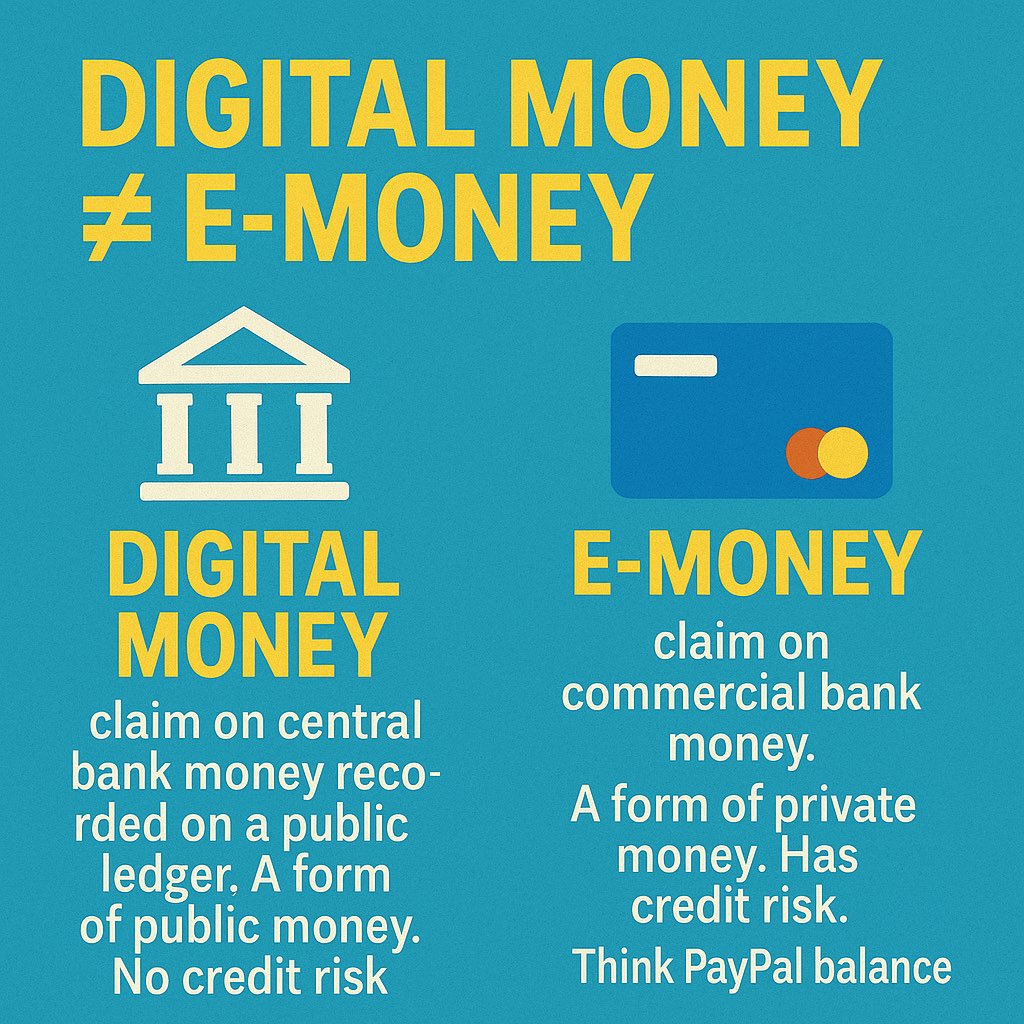 DIGITAL MONEY
≠ E-MONEY
DIGITAL
MONEY
claim on central
bank money reco-
rded on a public
ledger. A form
of public money.
No credit risk
E-MONEY
claim on
commercial bank
money.
A form of private
money. Has
credit risk.
Think PayPal balance